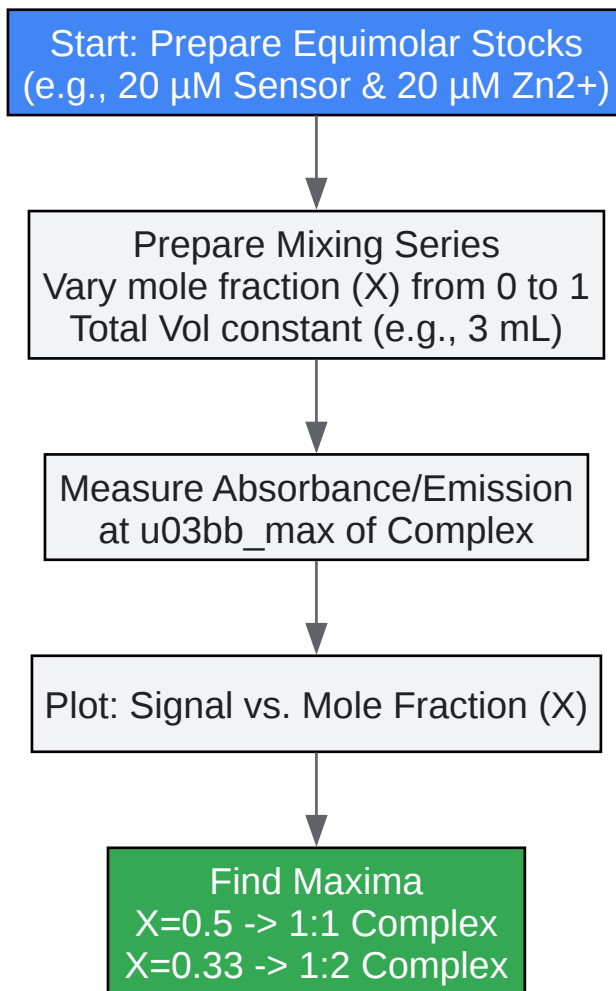 Start: Prepare Equimolar Stocks
(e.g., 20 µM Sensor & 20 µM Zn2+)
Prepare Mixing Series
Vary mole fraction (X) from 0 to 1
Total Vol constant (e.g., 3 mL)
Measure Absorbance/Emission
at u03bb_max of Complex
Plot: Signal vs. Mole Fraction (X)
Find Maxima
X=0.5 -> 1:1 Complex
X=0.33 -> 1:2 Complex